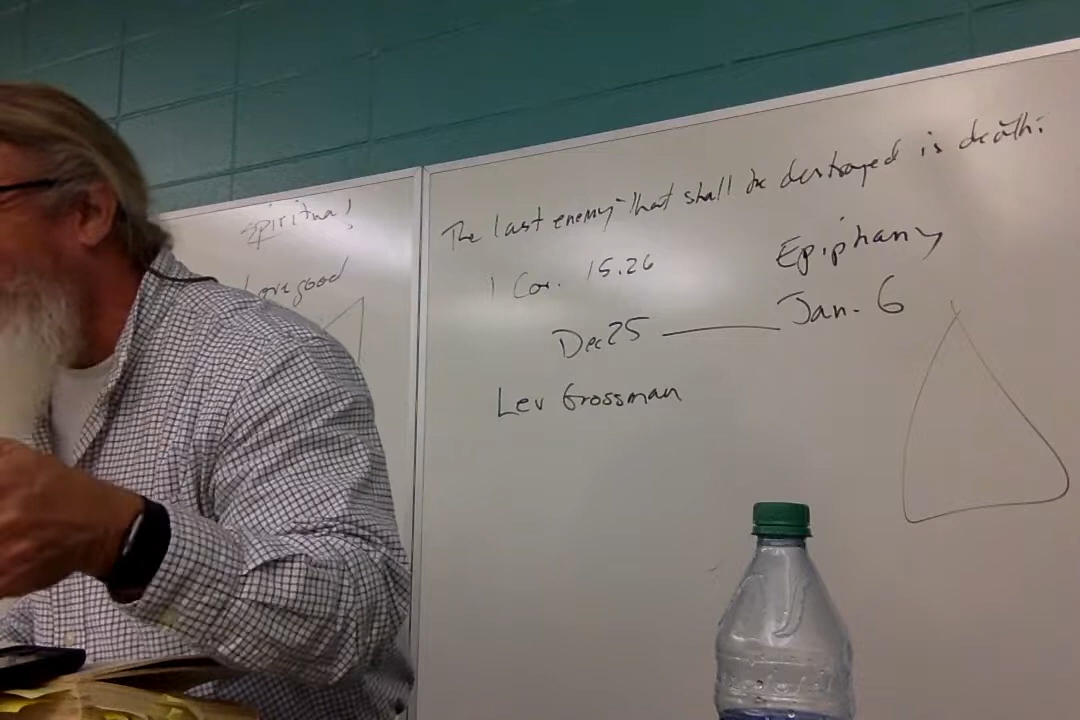 spiritual
Love good
The last enemy that shall be destroyed is death.
1 Cor. 15.26
Epiphany
Dec 25 — Jan. 6
Lev Grossman